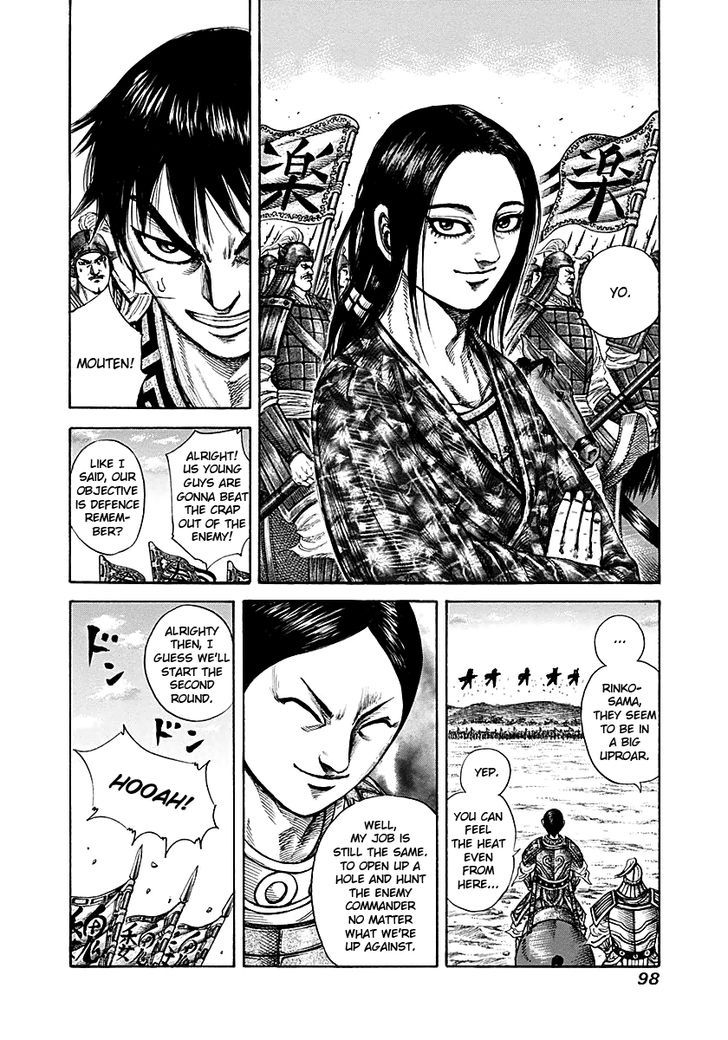 YO.
楽
楽
MOUTEN!
ALRIGHT!
US YOUNG
GUYS ARE
GONNA BEAT
THE CRAP
OUT OF THE
ENEMY!
LIKE I
SAID, OUR
OBJECTIVE
IS DEFENCE
REMEM-
BER?
...
RINKO-
SAMA,
THEY SEEM
TO BE IN
A BIG
UPROAR.
オオオオオ
YEP.
YOU CAN
FEEL
THE HEAT
EVEN
FROM
HERE...
WELL,
MY JOB IS
STILL THE SAME.
TO OPEN UP A
HOLE AND HUNT
THE ENEMY
COMMANDER
NO MATTER
WHAT WE'RE
UP AGAINST.
ALRIGHTY
THEN, I
GUESS WE'LL
START THE
SECOND
ROUND.
ドン
ドン
HOOAH!
98